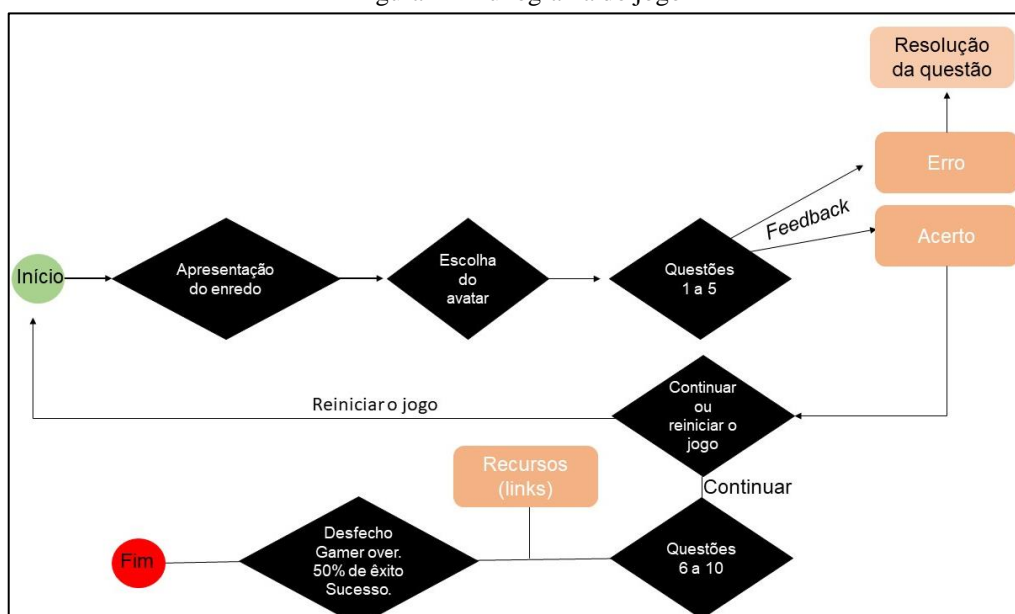 Resolução
da questão
Erro
Feedback
Acerto
Início
Apresentação
do enredo
Escolha
do
avatar
Questões
1 a 5
Continuar
ou
reiniciar o
jogo
Reiniciar o jogo
Continuar
Recursos
(links)
Questões
6 a 10
Desfecho
Gamer over.
50% de êxito
Sucesso.
Fim